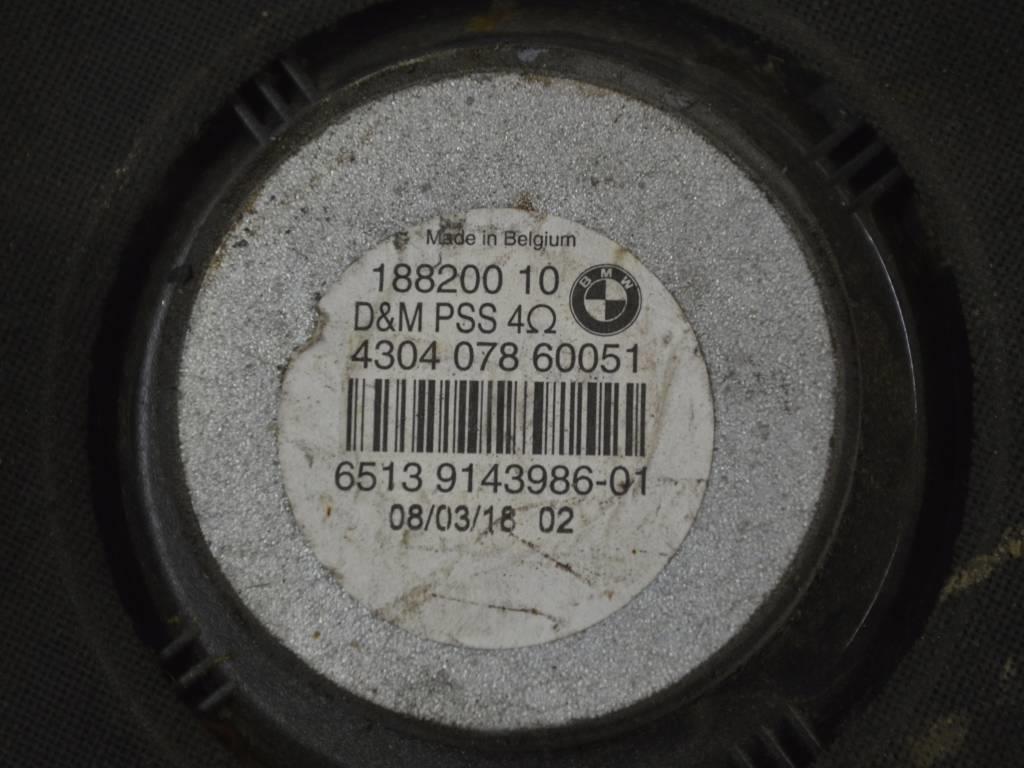 Made in Belgium
188200 10
BMW
D&M PSS 4Ω
4304 078 60051
6513 9143986-01
08/03/18 02